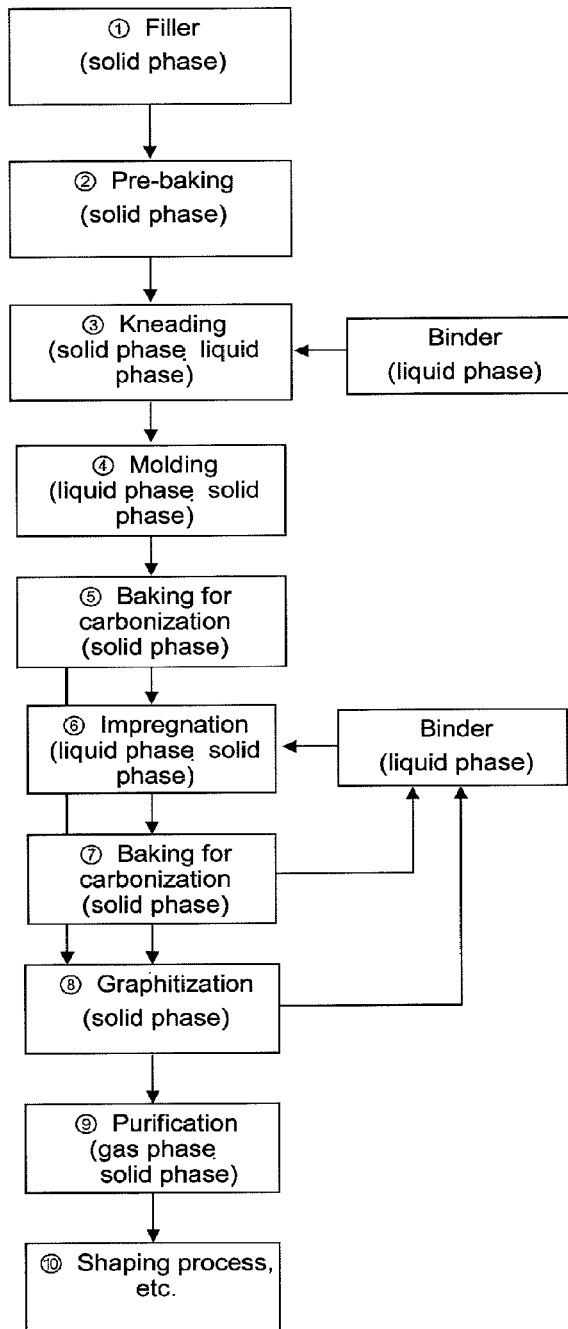 ① Filler
(solid phase)
② Pre-baking
(solid phase)
③ Kneading
(solid phase, liquid
phase)
Binder
(liquid phase)
④ Molding
(liquid phase, solid
phase)
⑤ Baking for
carbonization
(solid phase)
⑥ Impregnation
(liquid phase, solid
phase)
Binder
(liquid phase)
⑦ Baking for
carbonization
(solid phase)
⑧ Graphitization
(solid phase)
⑨ Purification
(gas phase,
solid phase)
⑩ Shaping process,
etc.